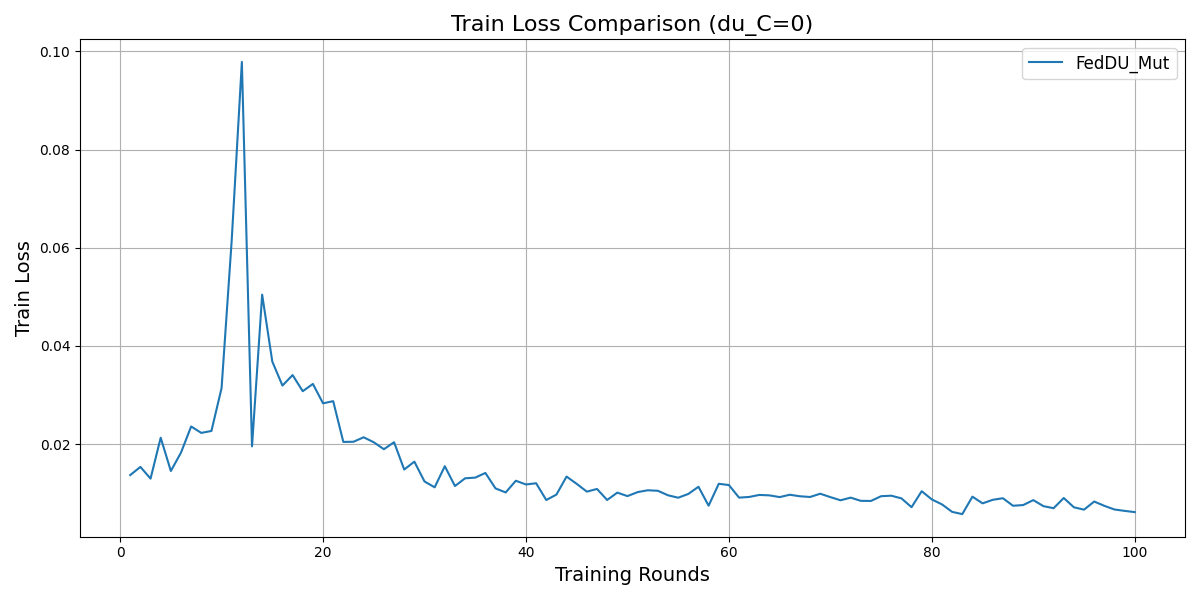 Train Loss Comparison (du_C=0)
FedDU_Mut
Train Loss
0.10
0.08
0.06
0.04
0.02
0 20 40 60 80 100
Training Rounds